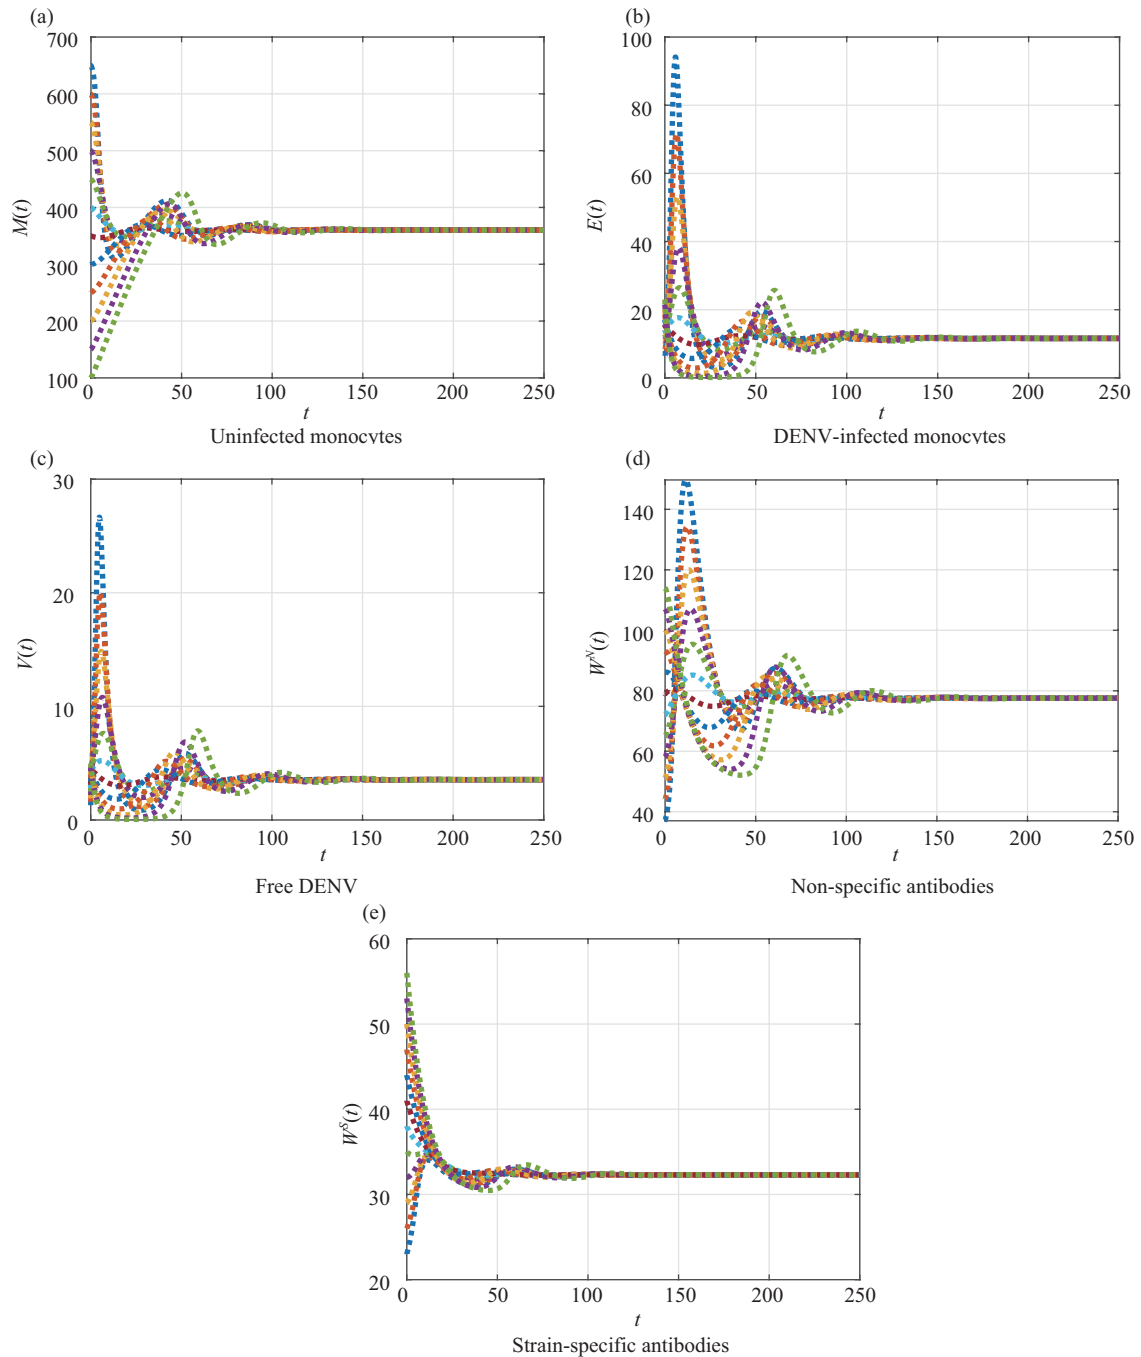 (a)
700
600
500
400
300
200
100
M(t)
0 50 100 150 200 250
t
Uninfected monocytes
(b)
100
80
60
40
20
0
E(t)
0 50 100 150 200 250
t
DENV-infected monocytes
(c)
30
20
10
0
V(t)
0 50 100 150 200 250
t
Free DENV
(d)
140
120
100
80
60
40
W^N(t)
0 50 100 150 200 250
t
Non-specific antibodies
(e)
60
50
40
30
20
W^S(t)
0 50 100 150 200 250
t
Strain-specific antibodies